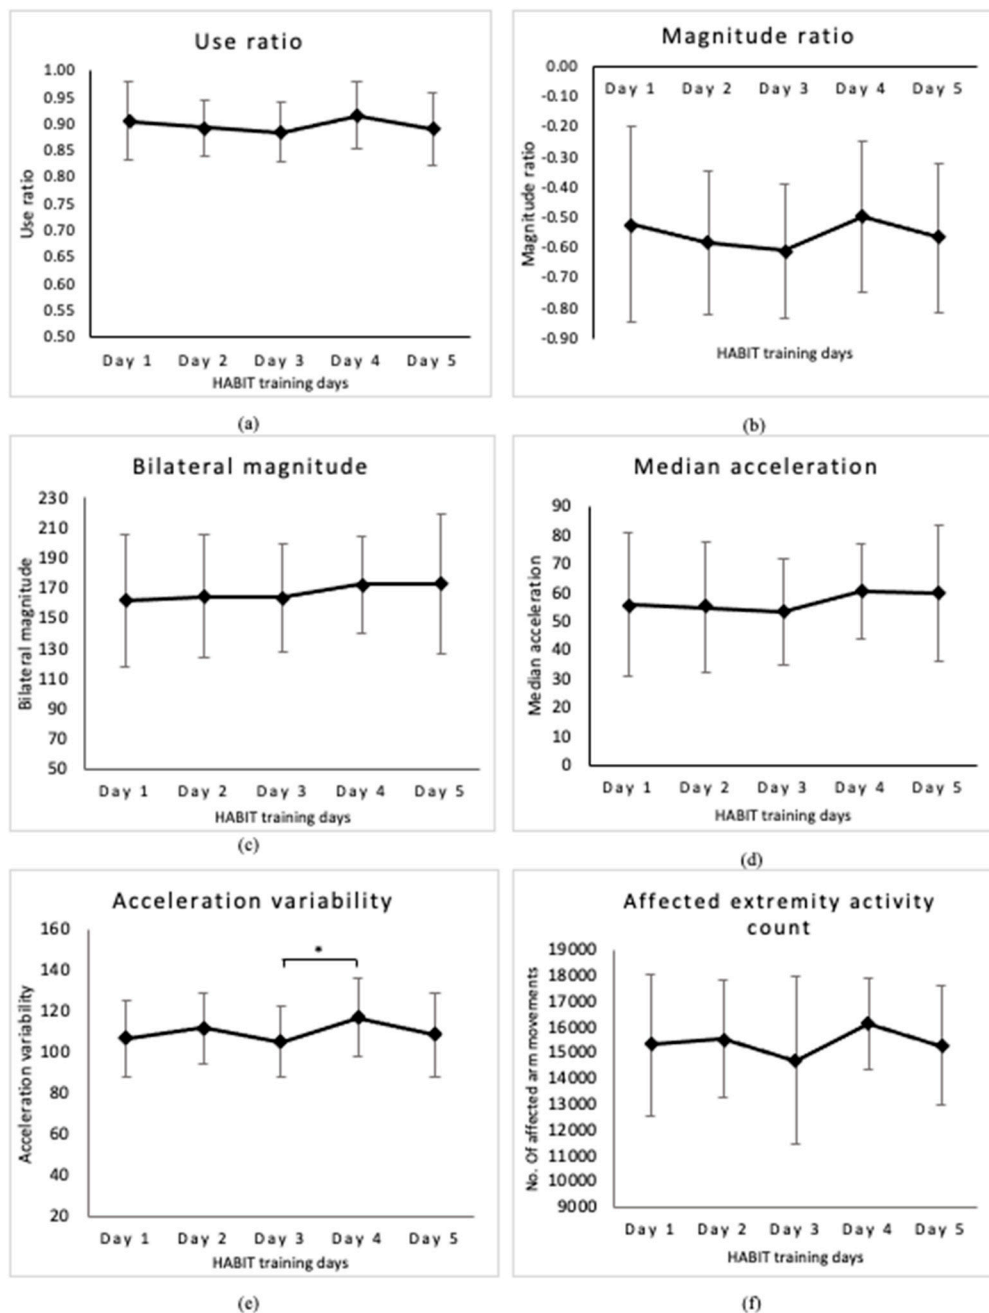 Use ratio
1.00
0.95
0.90
0.85
0.80
0.75
0.70
0.65
0.60
0.55
0.50
Use ratio
Day 1 Day 2 Day 3 Day 4 Day 5
HABIT training days
(a)
Magnitude ratio
0.00
-0.10
-0.20
-0.30
-0.40
-0.50
-0.60
-0.70
-0.80
-0.90
Magnitude ratio
Day 1 Day 2 Day 3 Day 4 Day 5
HABIT training days
(b)
Bilateral magnitude
230
210
190
170
150
130
110
90
70
50
Bilateral magnitude
Day 1 Day 2 Day 3 Day 4 Day 5
HABIT training days
(c)
Median acceleration
90
80
70
60
50
40
30
20
10
0
Median acceleration
Day 1 Day 2 Day 3 Day 4 Day 5
HABIT training days
(d)
Acceleration variability
160
140
120
100
80
60
40
20
Acceleration variability
*
Day 1 Day 2 Day 3 Day 4 Day 5
HABIT training days
(e)
Affected extremity activity
count
19000
18000
17000
16000
15000
14000
13000
12000
11000
10000
9000
No. Of affected arm movements
Day 1 Day 2 Day 3 Day 4 Day 5
HABIT training days
(f)